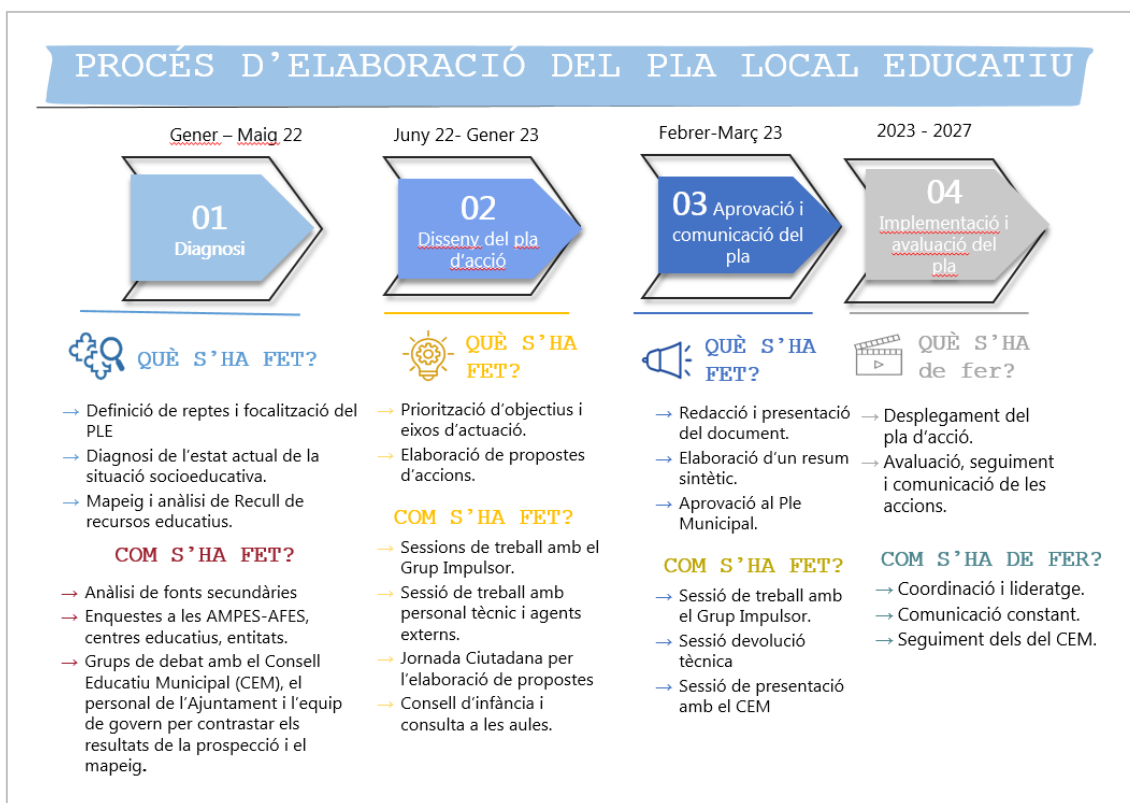 PROCÉS D'ELABORACIÓ DEL PLA LOCAL EDUCATIU
Gener – Maig 22
01
Diagnosi
QUÈ S'HA FET?
→ Definició de reptes i focalització del
PLE
→ Diagnosi de l'estat actual de la
situació socioeducativa.
→ Mapeig i anàlisi de Recull de
recursos educatius.
COM S'HA FET?
→ Anàlisi de fonts secundàries
→ Enquestes a les AMPES-AFES,
centres educatius, entitats.
→ Grups de debat amb el Consell
Educatiu Municipal (CEM), el
personal de l'Ajuntament i l'equip
de govern per contrastar els
resultats de la prospecció i el
mapeig.
Juny 22- Gener 23
02
Disseny del pla
d'acció
QUÈ S'HA
FET?
→ Priorització d'objectius i
eixos d'actuació.
→ Elaboració de propostes
d'accions.
COM S'HA FET?
→ Sessions de treball amb el
Grup Impulsor.
→ Sessió de treball amb
personal tècnic i agents
externs.
→ Jornada Ciutadana per
l'elaboració de propostes
→ Consell d'infància i
consulta a les aules.
Febrer-Març 23
03 Aprovació i
comunicació del
pla
QUÈ S'HA
FET?
→ Redacció i presentació
del document.
→ Elaboració d'un resum
sintètic.
→ Aprovació al Ple
Municipal.
COM S'HA FET?
→ Sessió de treball amb
el Grup Impulsor.
→ Sessió devolució
tècnica
→ Sessió de presentació
amb el CEM
2023 - 2027
04
Implementació i
avaluació del
pla
QUÈ S'HA
de fer?
→ Desplegament del
pla d'acció.
→ Avaluació, seguiment
i comunicació de les
accions.
COM S'HA DE FER?
→ Coordinació i lideratge.
→ Comunicació constant.
→ Seguiment dels del CEM.